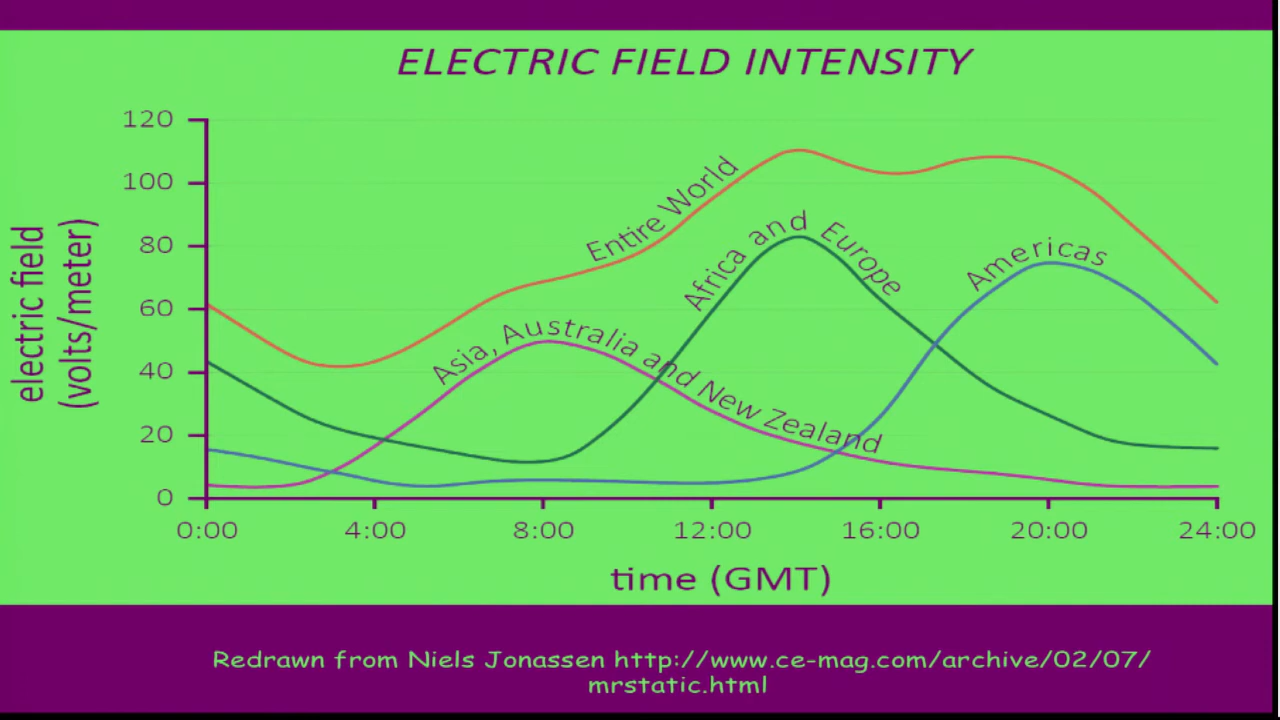 ELECTRIC FIELD INTENSITY
electric field
(volts/meter)
120
100
80
60
40
20
0
Entire World
Africa and Europe
Americas
Asia, Australia and New Zealand
0:00 4:00 8:00 12:00 16:00 20:00 24:00
time (GMT)
Redrawn from Niels Jonassen http://www.ce-mag.com/archive/02/07/
mrstatic.html